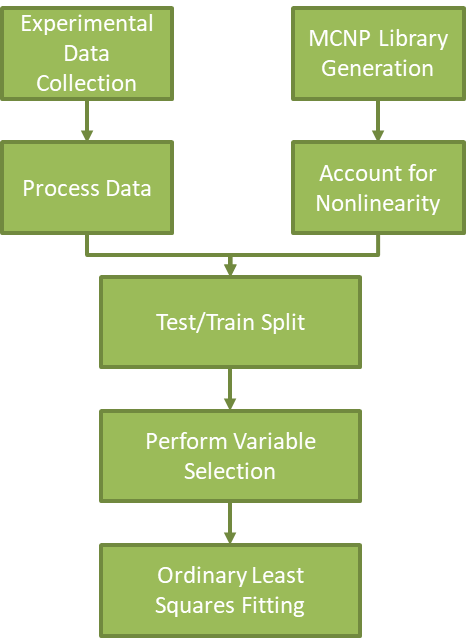 Experimental
Data
Collection
MCNP Library
Generation
Process Data
Account for
Nonlinearity
Test/Train Split
Perform Variable
Selection
Ordinary Least
Squares Fitting